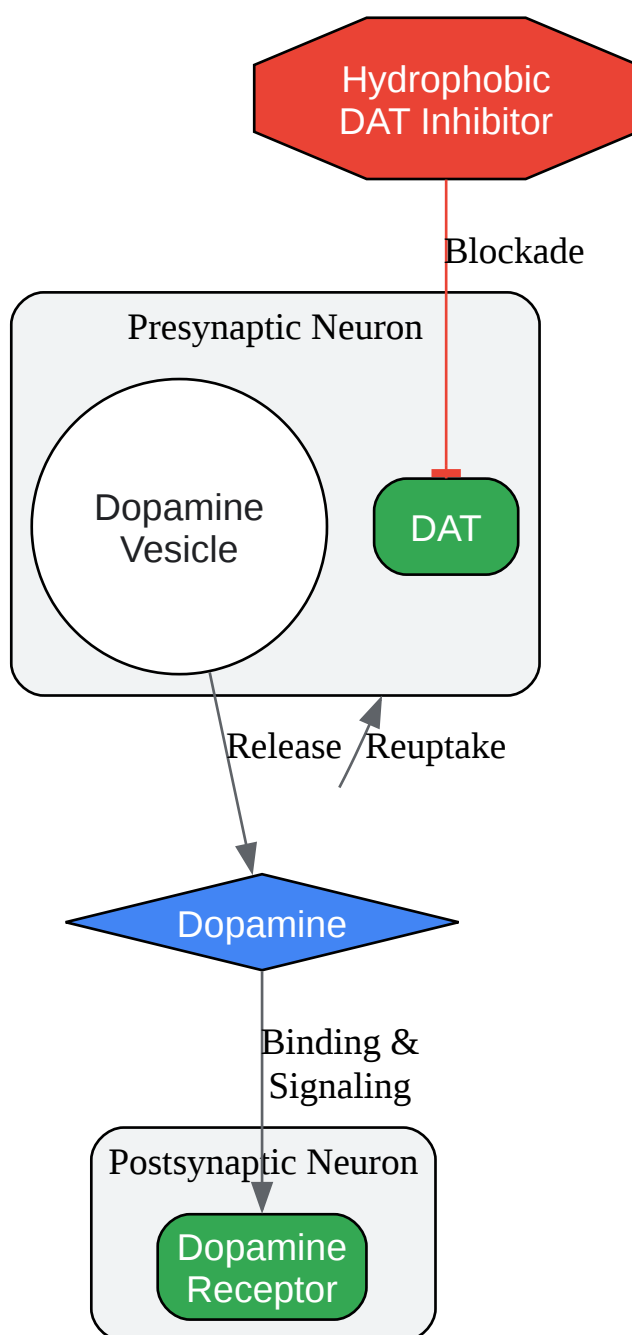 Hydrophobic
DAT Inhibitor
Blockade
Presynaptic Neuron
Dopamine
Vesicle
DAT
Release
Reuptake
Dopamine
Binding &
Signaling
Postsynaptic Neuron
Dopamine
Receptor